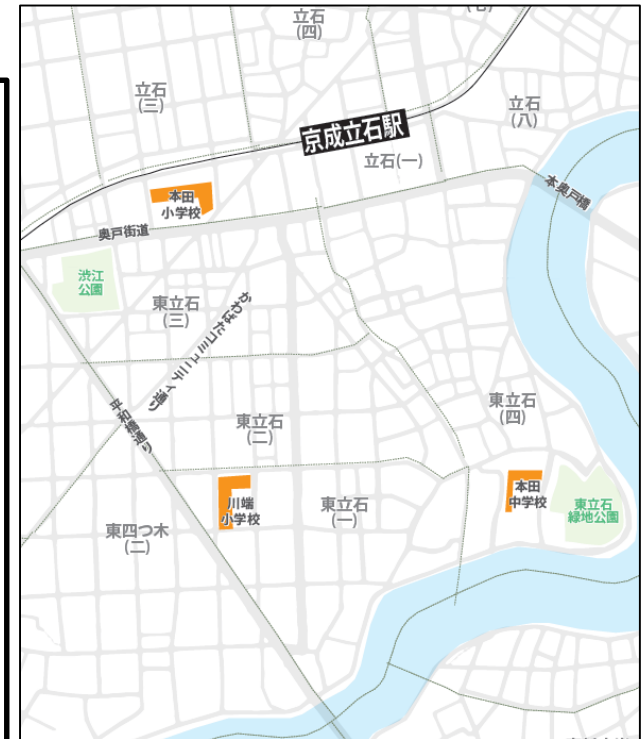 立石
(四)
立石
(三)
立石
(八)
京成立石駅
立石(一)
本奥戸橋
本田
小学校
奥戸街道
渋江
公園
東立石
(三)
かわばたコミュニティ通り
平和橋通り
東立石
(二)
東立石
(四)
川端
小学校
東立石
(一)
本田
中学校
東立石
緑地公園
東四つ木
(二)